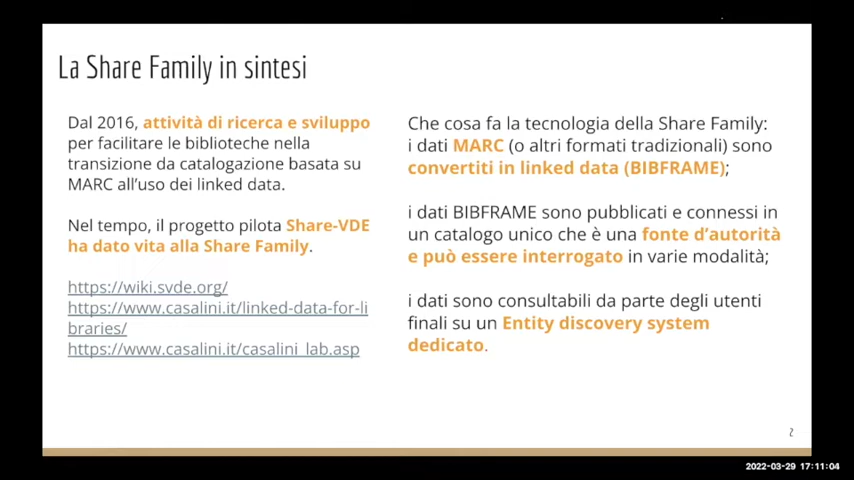 La Share Family in sintesi
Dal 2016, attività di ricerca e sviluppo
per facilitare le biblioteche nella
transizione da catalogazione basata su
MARC all’uso dei linked data.
Nel tempo, il progetto pilota Share-VDE
ha dato vita alla Share Family.
https://wiki.svde.org/
https://www.casalini.it/linked-data-for-li
braries/
https://www.casalini.it/casalini_lab.asp
Che cosa fa la tecnologia della Share Family:
i dati MARC (o altri formati tradizionali) sono
convertiti in linked data (BIBFRAME);
i dati BIBFRAME sono pubblicati e connessi in
un catalogo unico che è una fonte d’autorità
e può essere interrogato in varie modalità;
i dati sono consultabili da parte degli utenti
finali su un Entity discovery system
dedicato.
2
2022-03-29 17:11:04